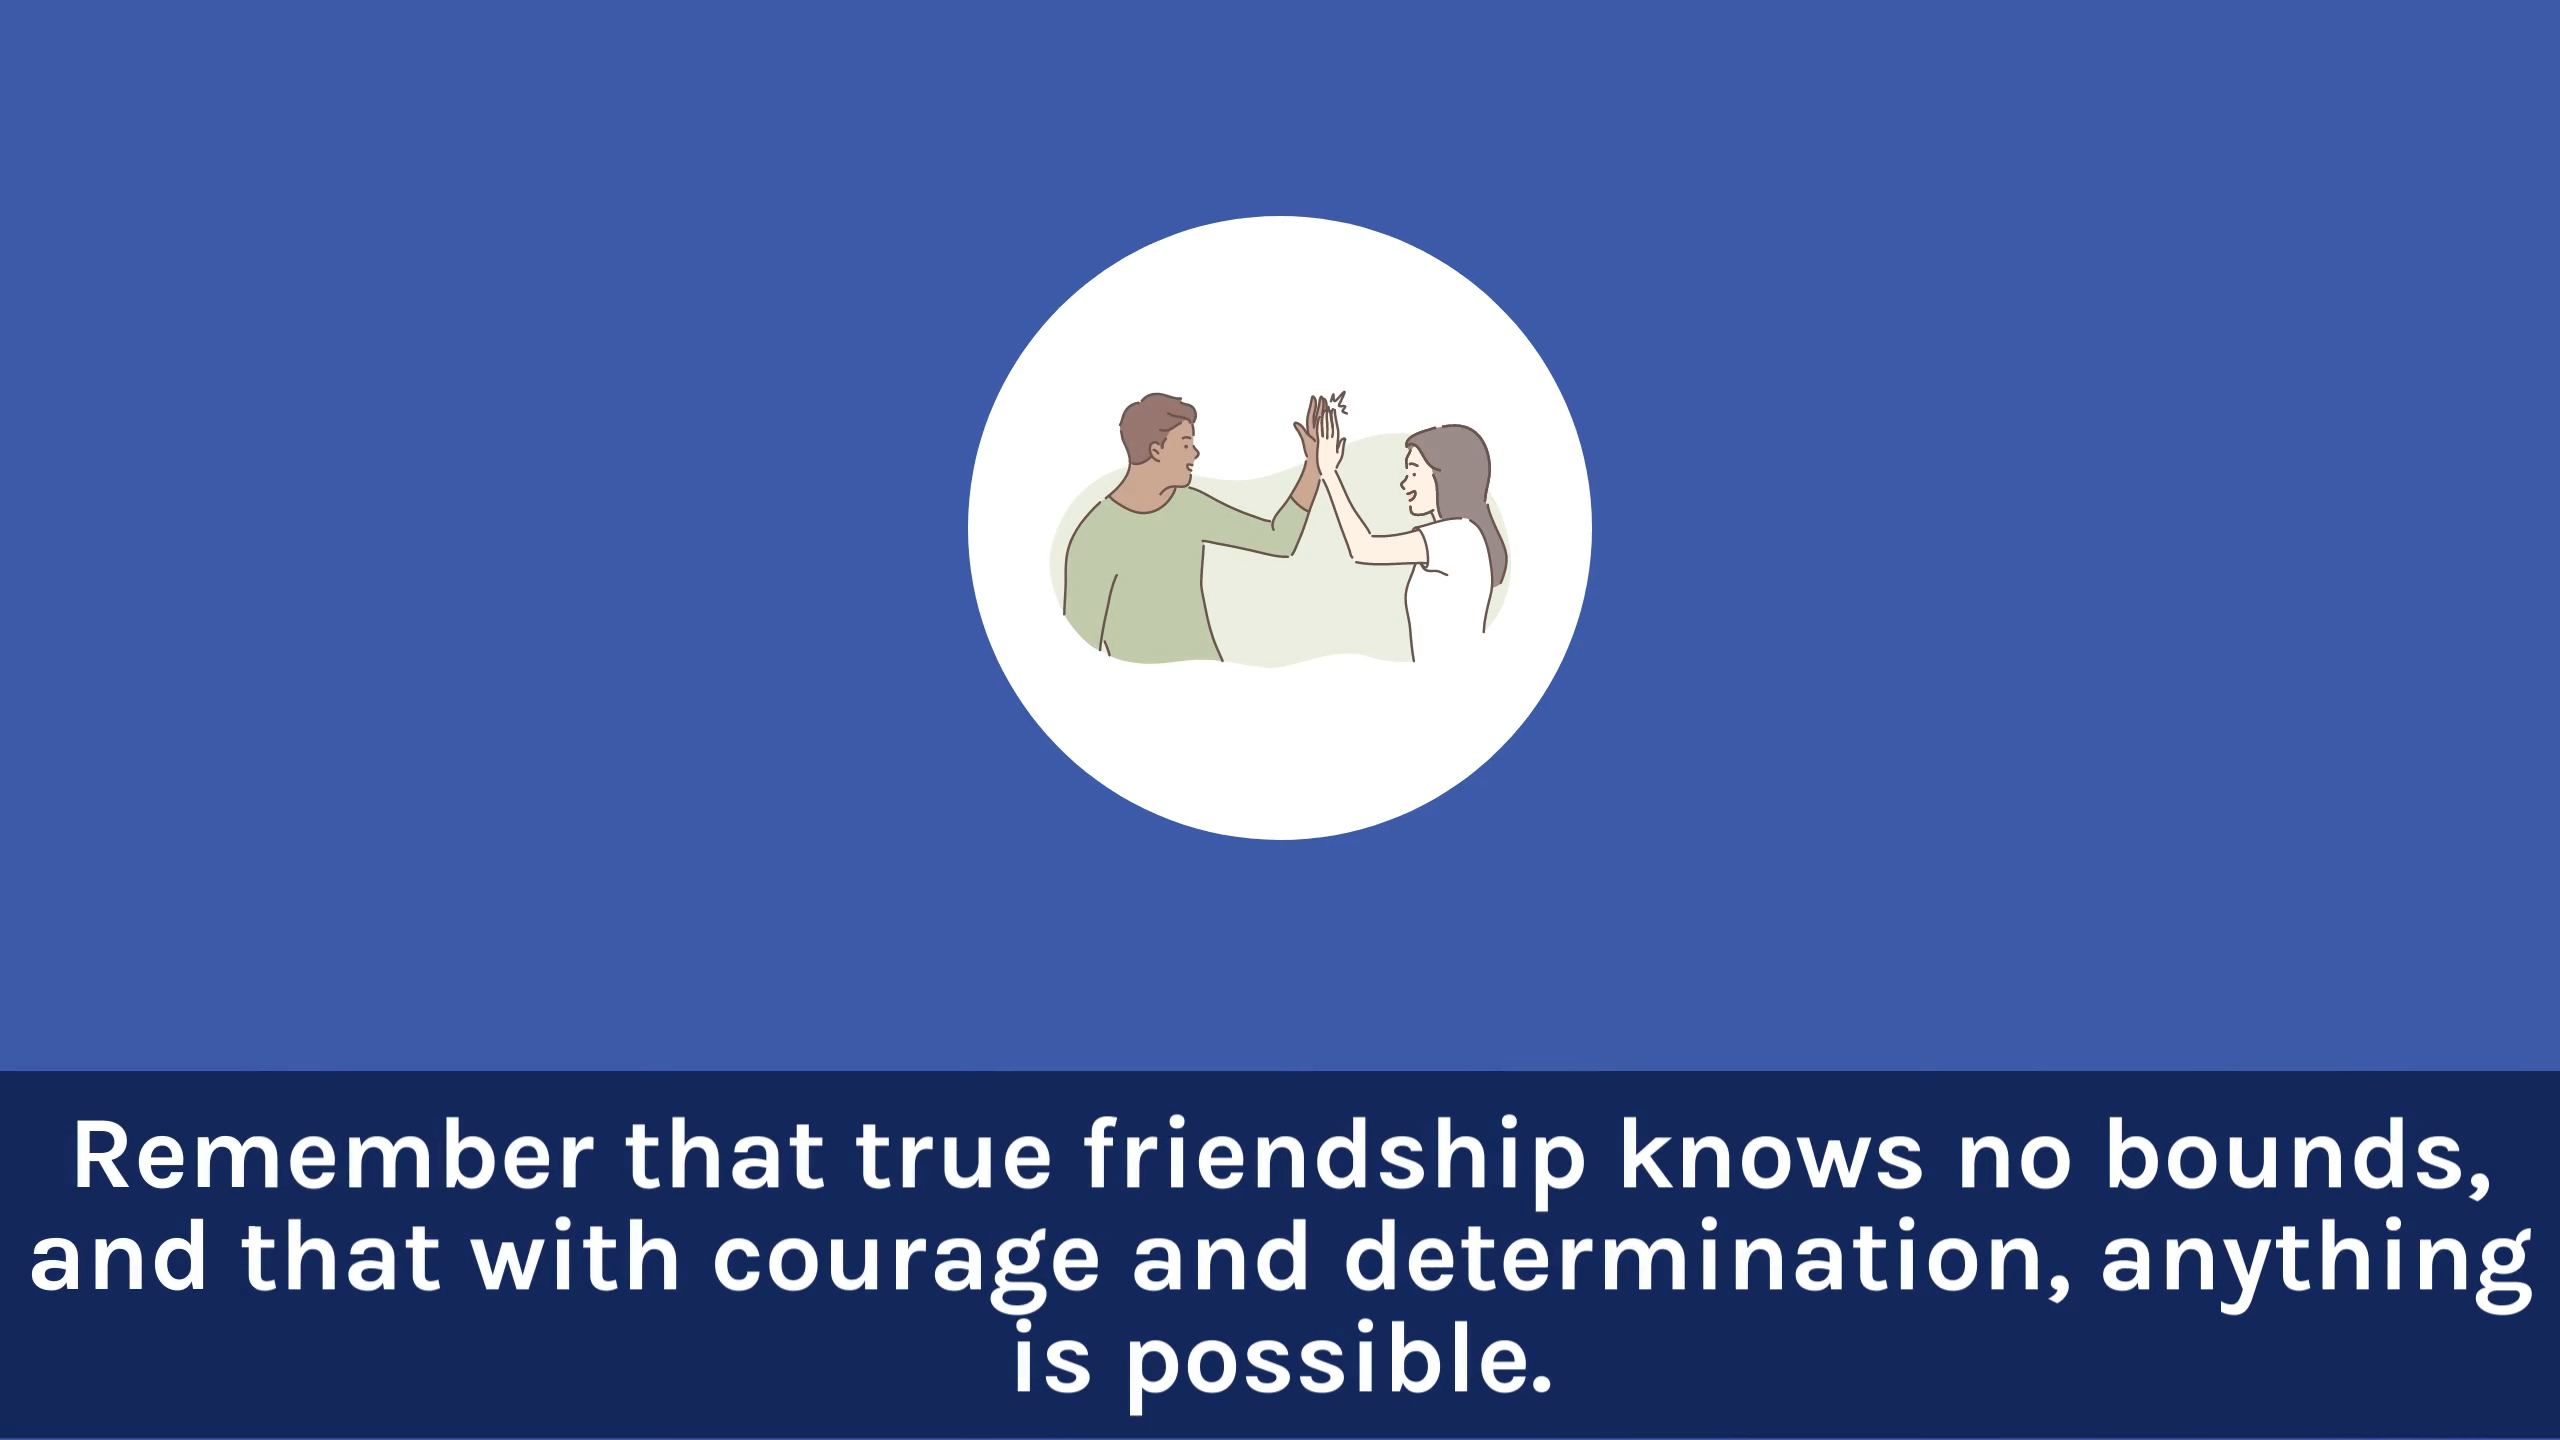 Remember that true friendship knows no bounds,
and that with courage and determination, anything
is possible.